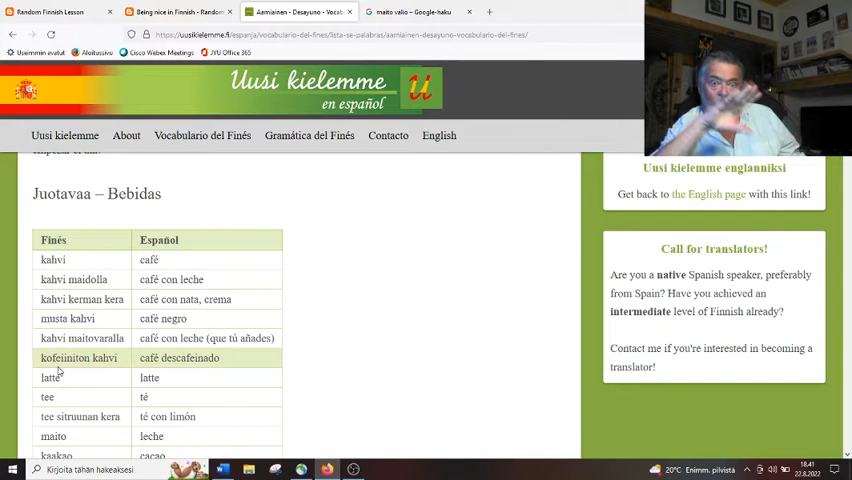 Random Finnish Lesson
Being nice in Finnish - Random
Aamiainen - Desayuno - Vocab
maito valio – Google-haku
https://uusikielemme.fi/espanja/vocabulario-del-fines/lista-se-palabras/aamiainen-desayuno-vocabulario-del-fines/
Useimmin avatut
Aloitussivu
Cisco Webex Meetings
JYU Office 365
Uusi kielemme
en español
u
Uusi kielemme
About
Vocabulario del Finés
Gramática del Finés
Contacto
English
Juotavaa – Bebidas
Finés Español
kahvi café
kahvi maidolla café con leche
kahvi kerman kera café con nata, crema
musta kahvi café negro
kahvi maitovaralla café con leche (que tú añades)
kofeiiniton kahvi café descafeinado
latte latte
tee té
tee sitruunan kera té con limón
maito leche
kaakao cacao
Uusi kielemme englanniksi
Get back to the English page with this link!
Call for translators!
Are you a native Spanish speaker, preferably
from Spain? Have you achieved an
intermediate level of Finnish already?
Contact me if you're interested in becoming a
translator!
Kirjoita tähän hakeaksesi
20°C Enimm. pilvistä
18.41
22.8.2022